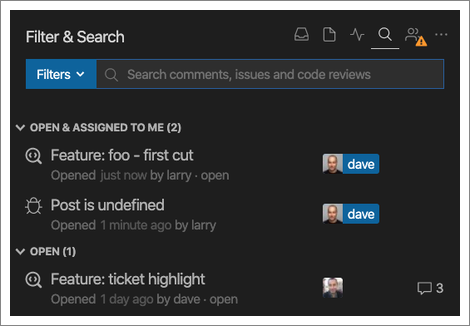 Filter & Search
Filters
Search comments, issues and code reviews
OPEN & ASSIGNED TO ME (2)
Feature: foo - first cut
dave
Opened just now by larry · open
Post is undefined
dave
Opened 1 minute ago by larry
OPEN (1)
Feature: ticket highlight
3
Opened 1 day ago by dave · open